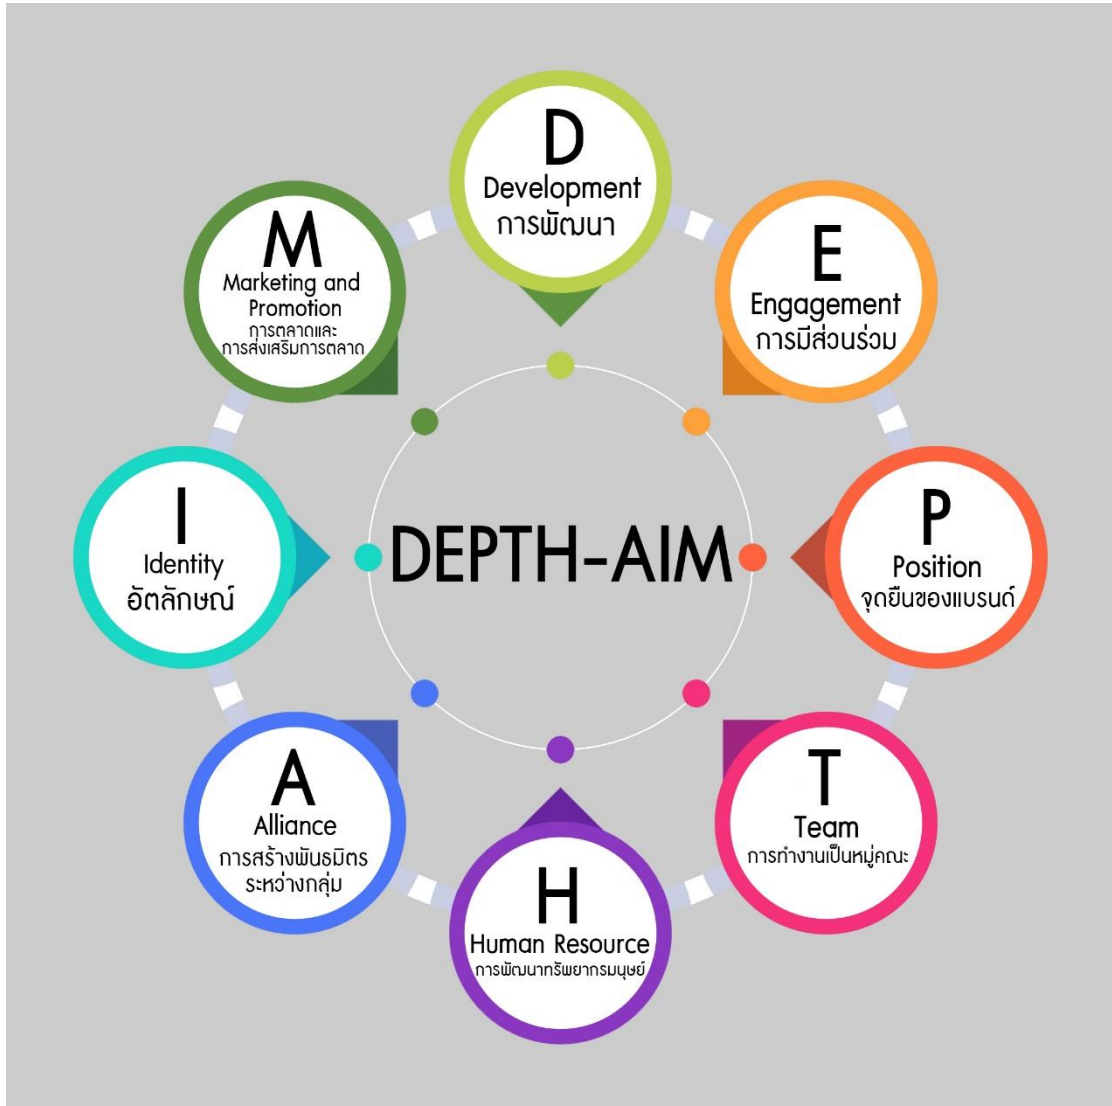 D
Development
การพัฒนา
E
Engagement
การมีส่วนร่วม
P
Position
จุดยืนของแบรนด์
T
Team
การทำงานเป็นหมู่คณะ
H
Human Resource
การพัฒนาทรัพยากรมนุษย์
A
Alliance
การสร้างพันธมิตร
ระหว่างกลุ่ม
I
Identity
อัตลักษณ์
M
Marketing and
Promotion
การตลาดและ
การส่งเสริมการตลาด
DEPTH-AIM